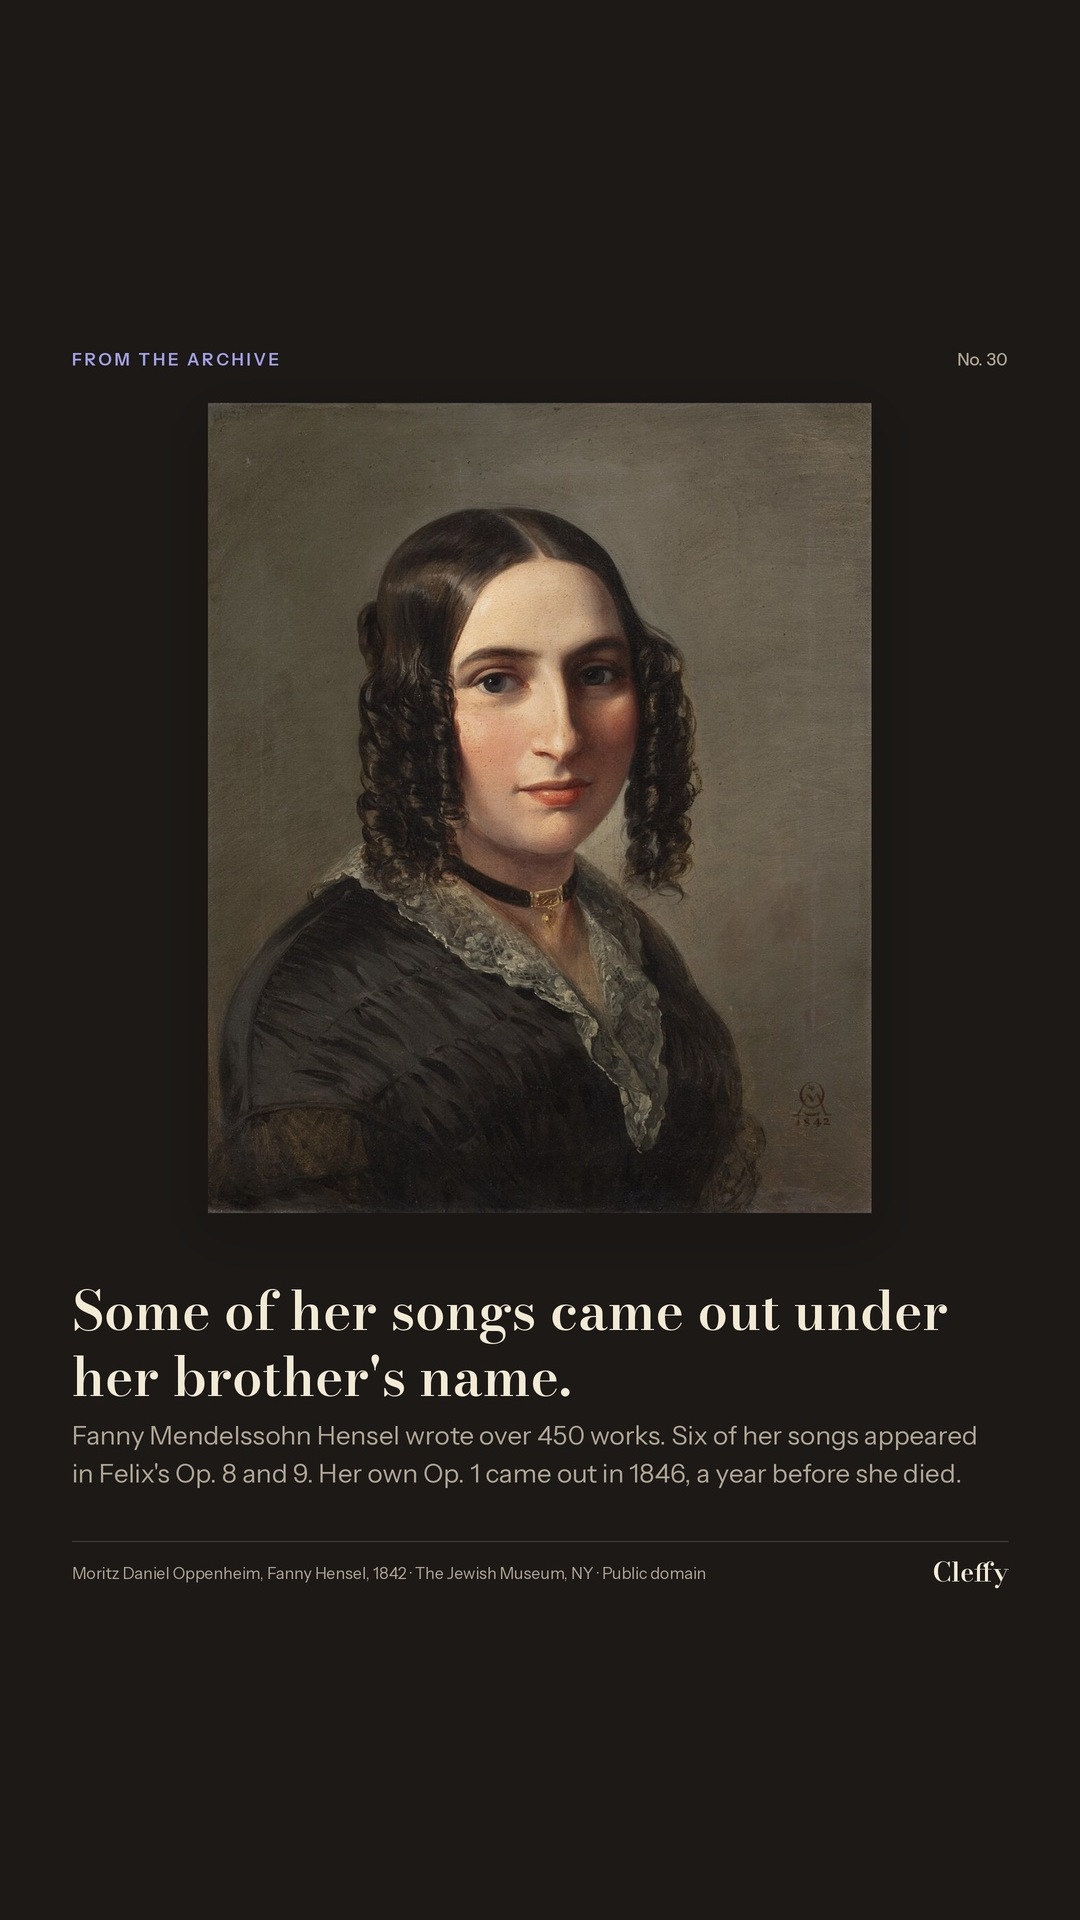 FROM THE ARCHIVE
No. 30
1842
Some of her songs came out under
her brother's name.
Fanny Mendelssohn Hensel wrote over 450 works. Six of her songs appeared
in Felix's Op. 8 and 9. Her own Op. 1 came out in 1846, a year before she died.
Moritz Daniel Oppenheim, Fanny Hensel, 1842 · The Jewish Museum, NY · Public domain
Cleffy